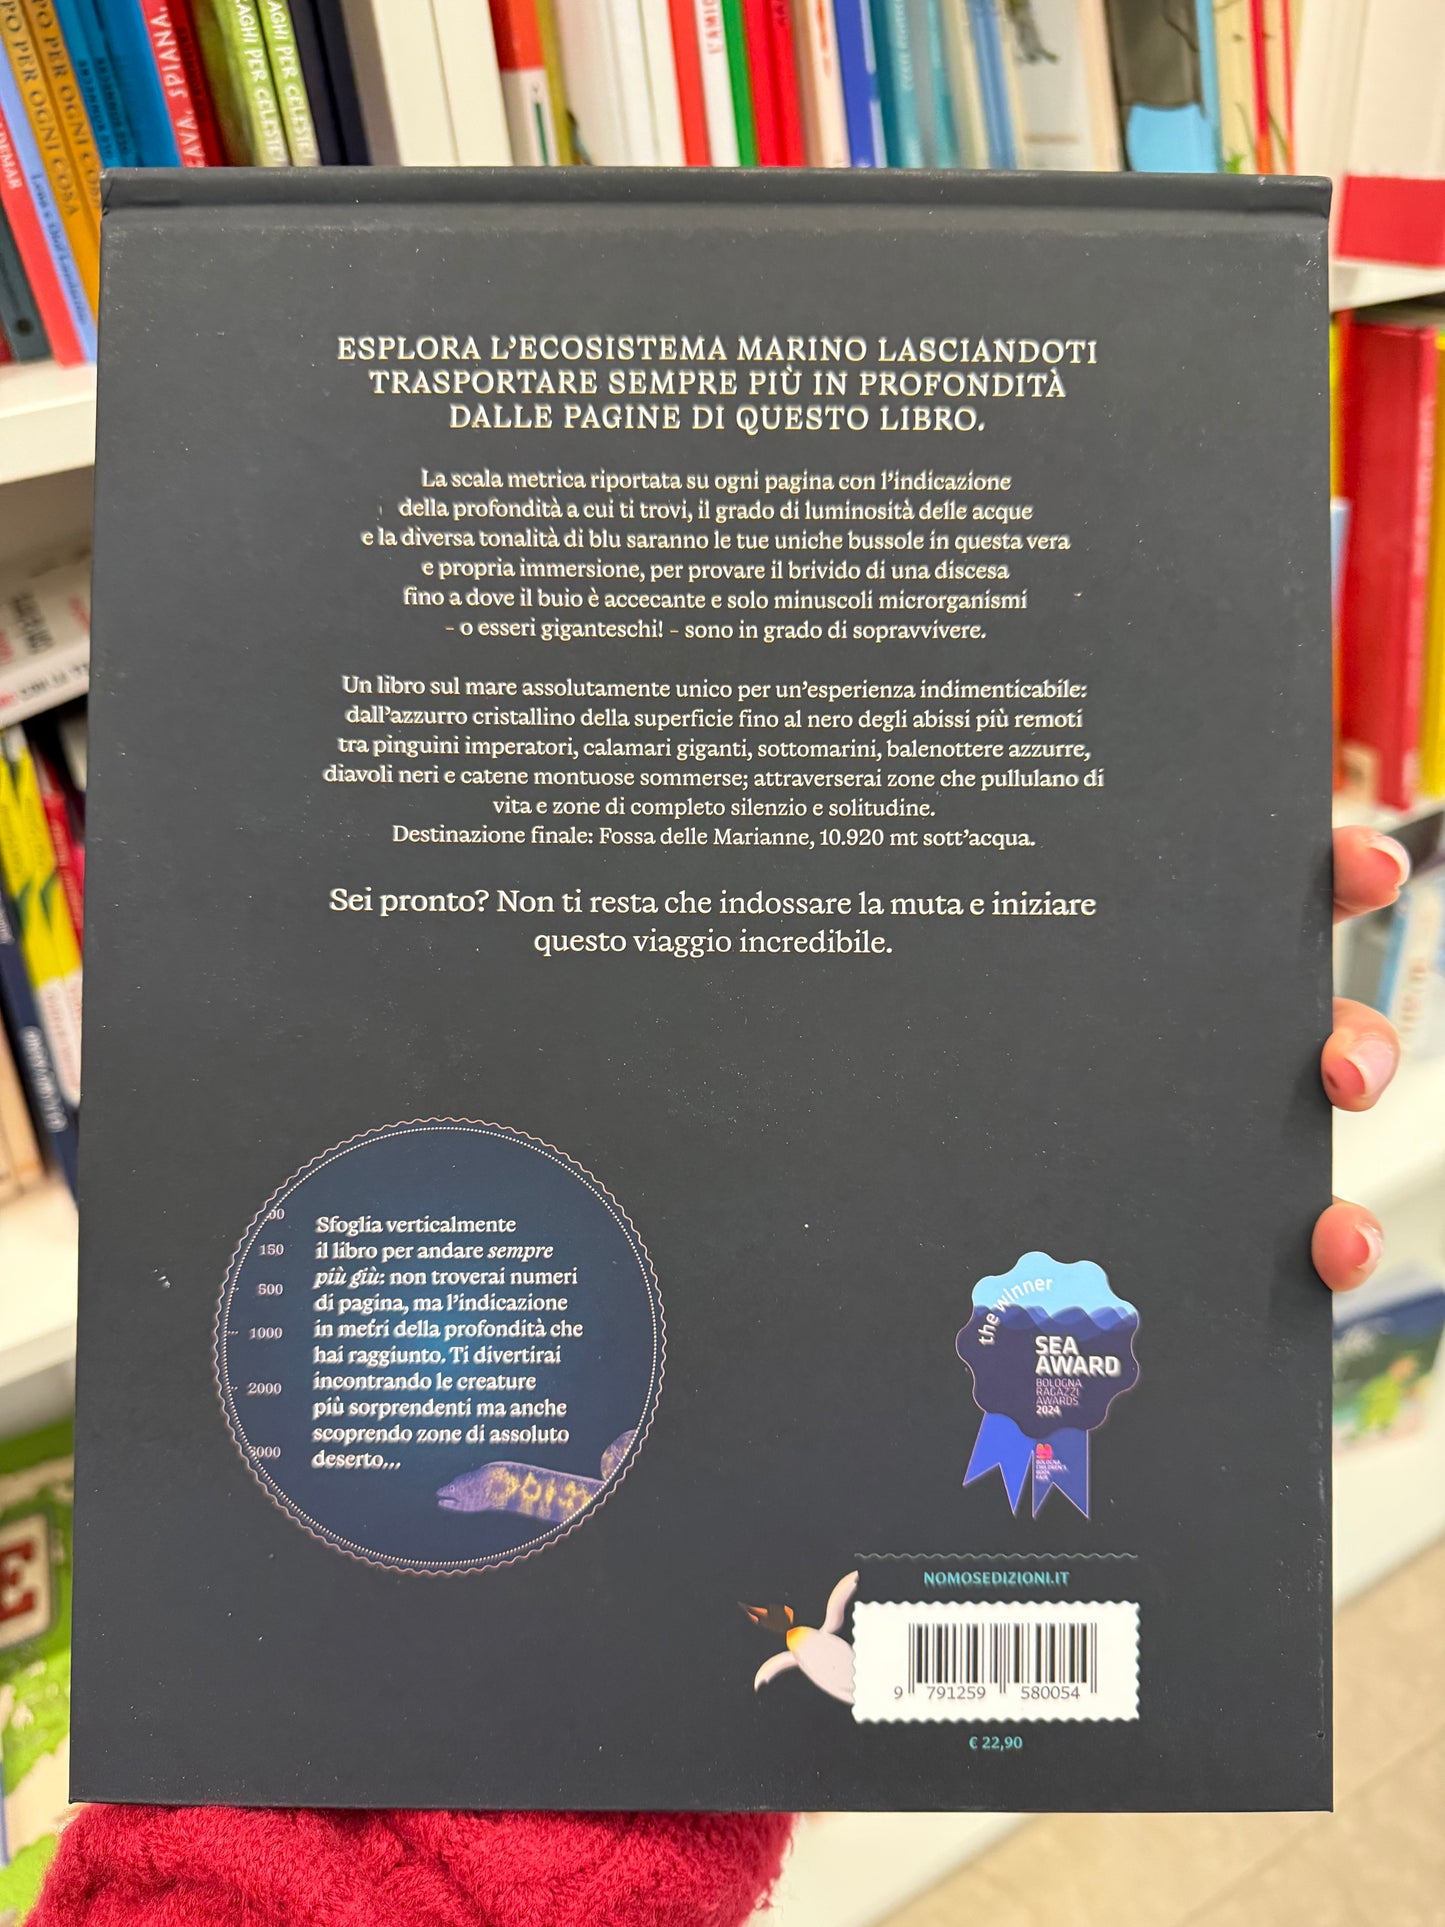 SPIANA,
PO PER OGNI COSA
ESPLORA L'ECOSISTEMA MARINO LASCIANDOTI
TRASPORTARE SEMPRE PIÙ IN PROFONDITÀ
DALLE PAGINE DI QUESTO LIBRO.
La scala metrica riportata su ogni pagina con l'indicazione
della profondità a cui ti trovi, il grado di luminosità delle acque
e la diversa tonalità di blu saranno le tue uniche bussole in questa vera
e propria immersione, per provare il brivido di una discesa
fino a dove il buio è accecante e solo minuscoli microrganismi
- o esseri giganteschi! - sono in grado di sopravvivere.
Un libro sul mare assolutamente unico per un'esperienza indimenticabile:
dall'azzurro cristallino della superficie fino al nero degli abissi più remoti
tra pinguini imperatori, calamari giganti, sottomarini, balenottere azzurre,
diavoli neri e catene montuose sommerse; attraverserai zone che pullulano di
vita e zone di completo silenzio e solitudine.
Destinazione finale: Fossa delle Marianne, 10.920 mt sott'acqua.
Sei pronto? Non ti resta che indossare la muta e iniziare
questo viaggio incredibile.
150
500
1000
2000
Sfoglia verticalmente
il libro per andare sempre
più giù: non troverai numeri
di pagina, ma l'indicazione
in metri della profondità che
hai raggiunto. Ti divertirai
incontrando le creature
più sorprendenti ma anche
scoprendo zone di assoluto
deserto...
the winner
SEA
AWARD
BOLOGNA
RAGAZZI
AWARDS
2024
BOLOGNA
CHILDREN'S
BOOK
FAIR
NOMOSEDIZIONI.IT
9 791259 580054
€ 22,90